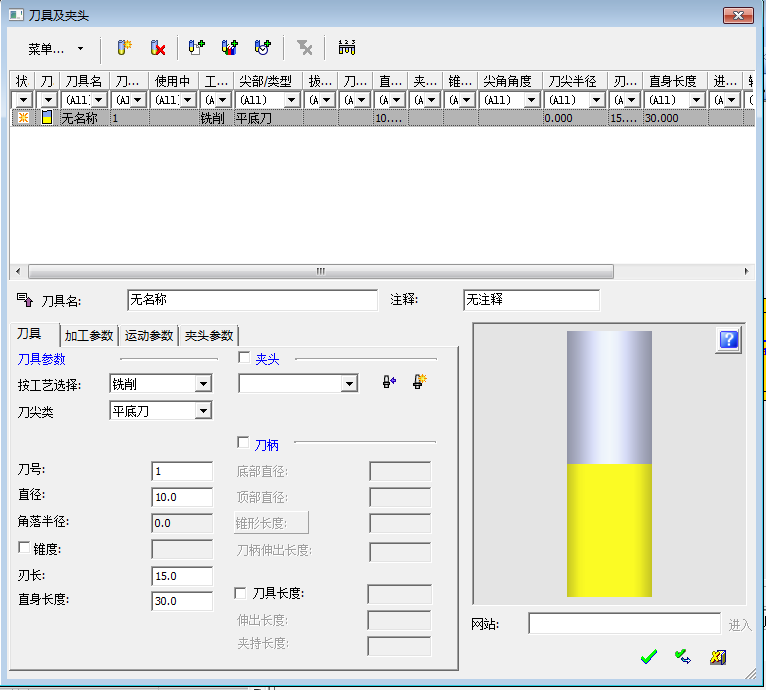 刀具及夹头
菜单...
状 刀 刀具名 刀... 使用中 工... 尖部/类型 拔... 刀... 直... 夹... 锥... 尖角角度 刀尖半径 刃... 直身长度 进...
(All) (A) (All) (A (All) (A (A (A (A (A (All) (All) (A (All) (A
无名称 1 铣削 平底刀 10.... 0.000 15.... 30.000
刀具名: 无名称 注释: 无注释
刀具 加工参数 运动参数 夹头参数
刀具参数 夹头
按工艺选择: 铣削
刀尖类 平底刀
刀柄
刀号: 1 底部直径:
直径: 10.0 顶部直径:
角落半径: 0.0 锥形长度:
锥度: 刀柄伸出长度:
刃长: 15.0
直身长度: 30.0 刀具长度:
伸出长度:
夹持长度:
网站: 进入